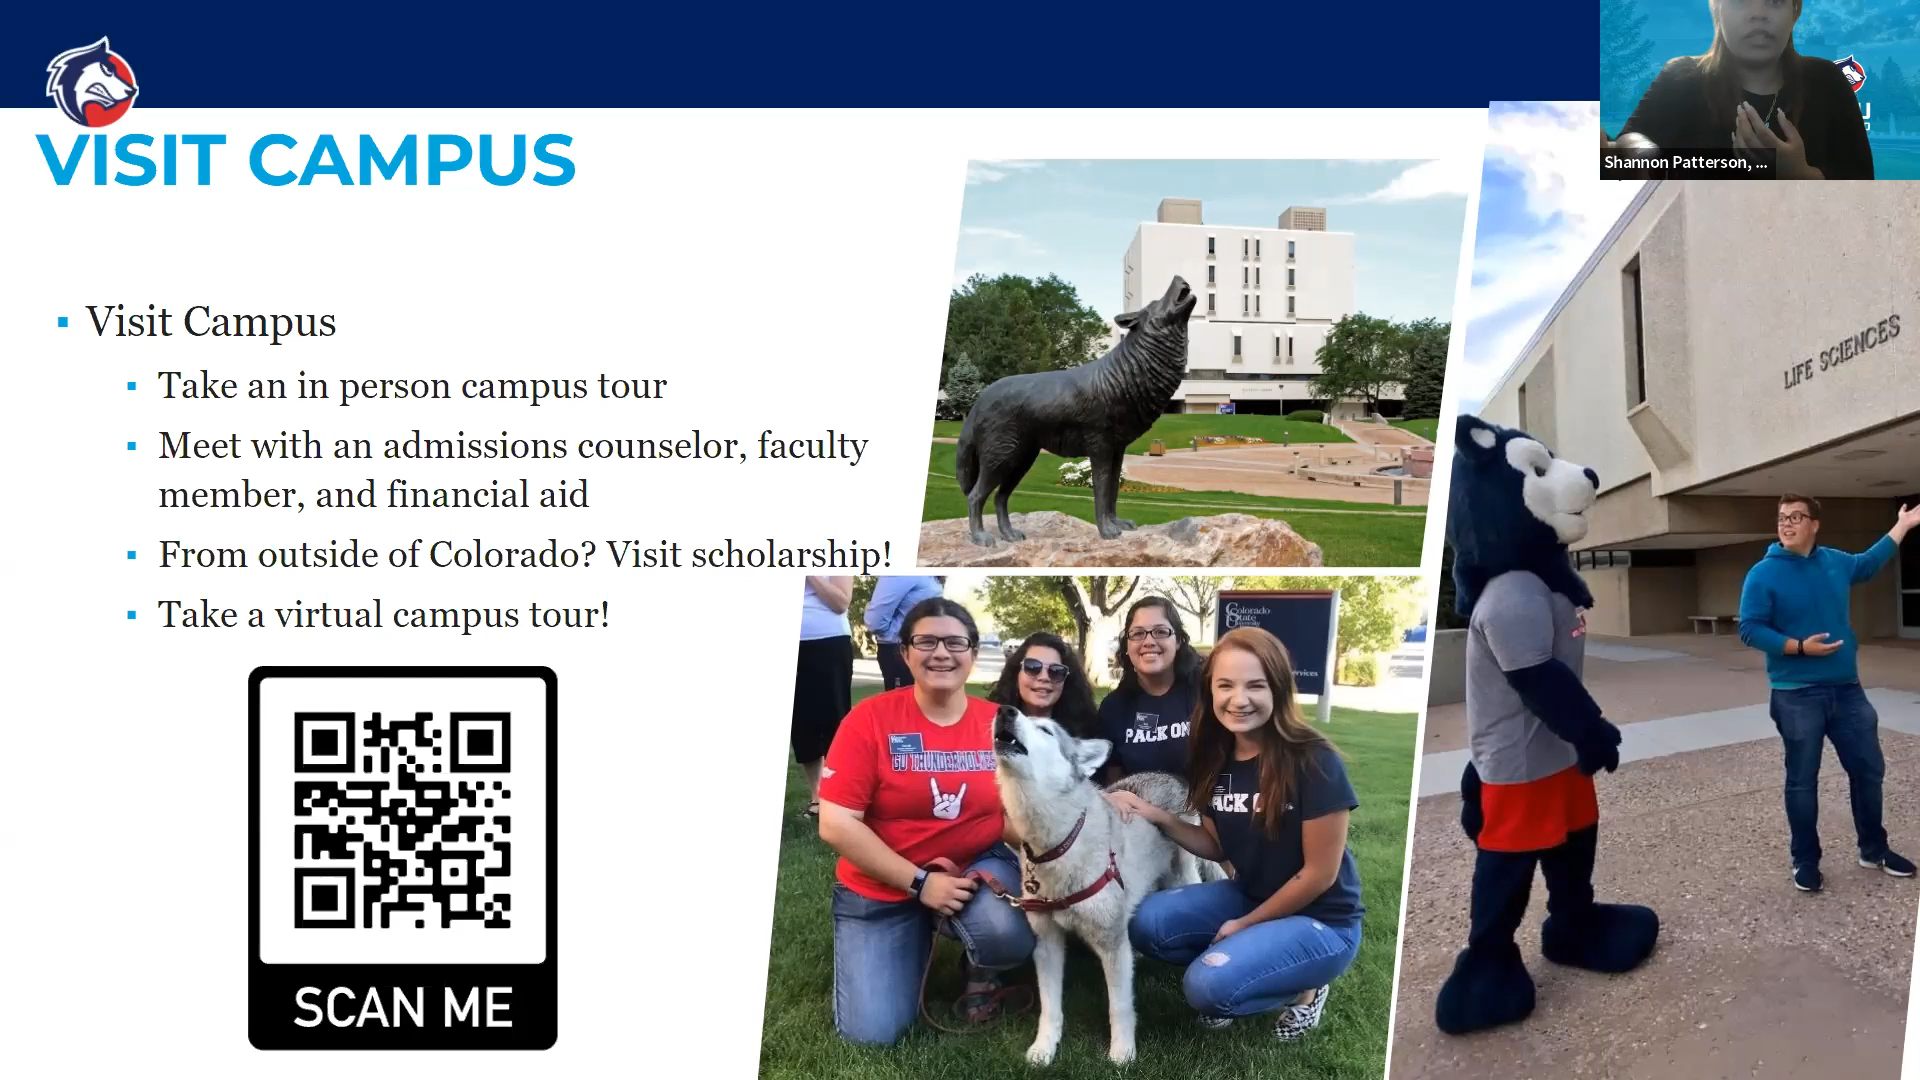 VISIT CAMPUS
Shannon Patterson, ...
Visit Campus
Take an in person campus tour
Meet with an admissions counselor, faculty
member, and financial aid
From outside of Colorado? Visit scholarship!
Take a virtual campus tour!
SCAN ME
LIFE SCIENCES
Colorado
State
University
GO THUNDERWOLVES
PACK ON
PACK O